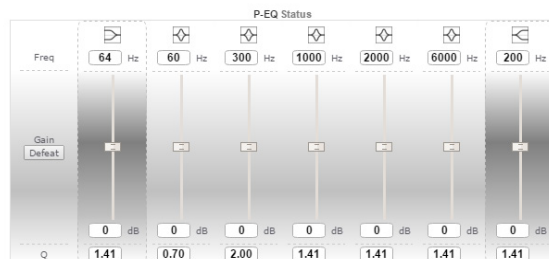 P-EQ Status
Freq 64 Hz 60 Hz 300 Hz 1000 Hz 2000 Hz 6000 Hz 200 Hz
Gain
Defeat
0 dB 0 dB 0 dB 0 dB 0 dB 0 dB 0 dB
Q 1.41 0.70 2.00 1.41 1.41 1.41 1.41